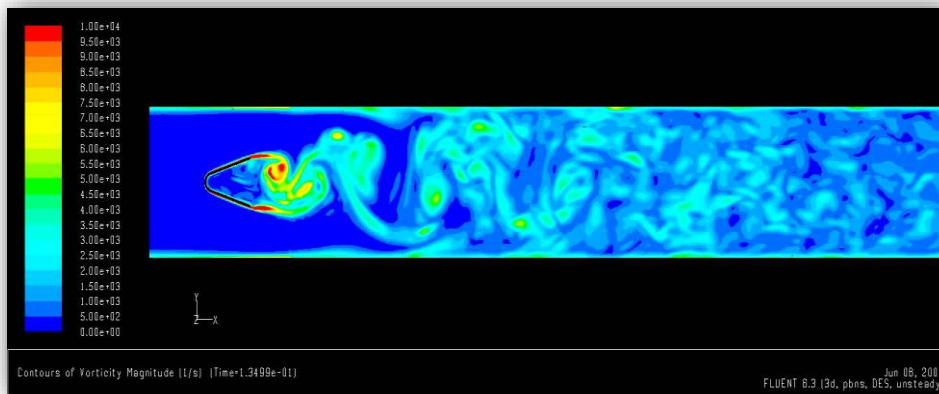 1.00e+04
9.50e+03
9.00e+03
8.50e+03
8.00e+03
7.50e+03
7.00e+03
6.50e+03
6.00e+03
5.50e+03
5.00e+03
4.50e+03
4.00e+03
3.50e+03
3.00e+03
2.50e+03
2.00e+03
1.50e+03
1.00e+03
5.00e+02
0.00e+00
Y
Z X
Contours of Vorticity Magnitude (1/s) (Time=1.3499e-01)
Jun 08, 200
FLUENT 6.3 (3d, pbns, DES, unsteady